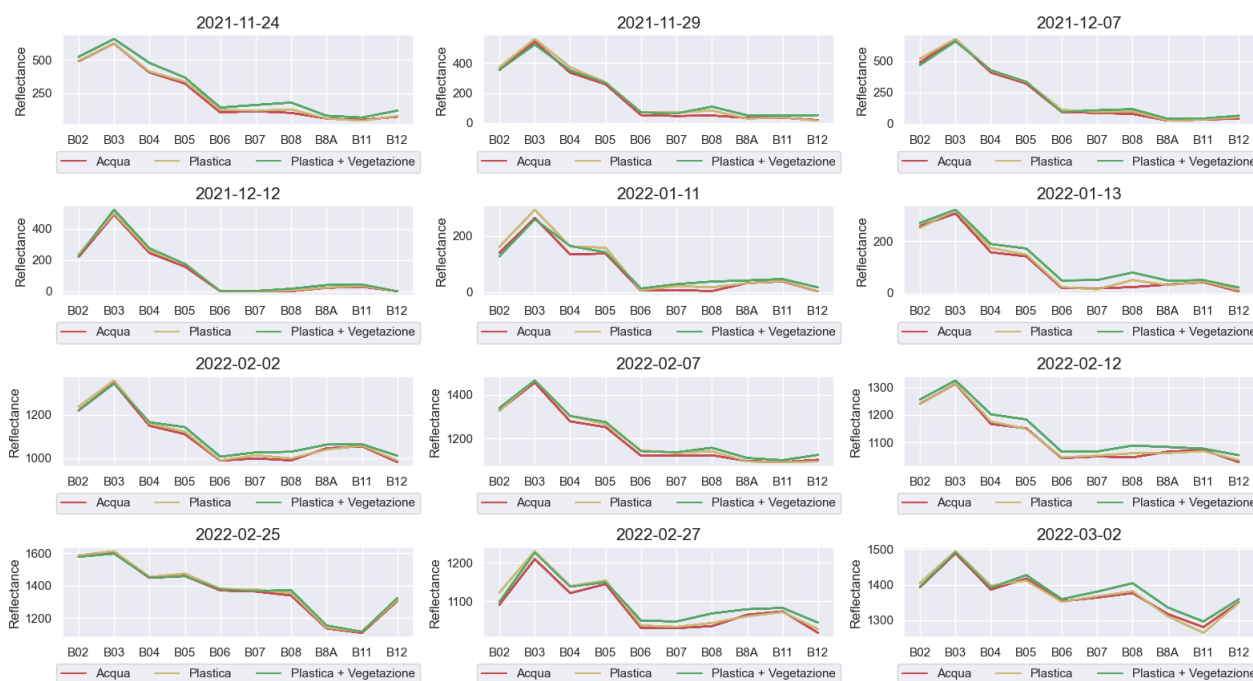 2021-11-24 2021-11-29 2021-12-07
Reflectance 500 250
B02 B03 B04 B05 B06 B07 B08 B8A B11 B12
Acqua Plastica Plastica + Vegetazione
Reflectance 400 200 0
B02 B03 B04 B05 B06 B07 B08 B8A B11 B12
Acqua Plastica Plastica + Vegetazione
Reflectance 500 250 0
B02 B03 B04 B05 B06 B07 B08 B8A B11 B12
Acqua Plastica Plastica + Vegetazione
2021-12-12 2022-01-11 2022-01-13
Reflectance 400 200 0
B02 B03 B04 B05 B06 B07 B08 B8A B11 B12
Acqua Plastica Plastica + Vegetazione
Reflectance 200 0
B02 B03 B04 B05 B06 B07 B08 B8A B11 B12
Acqua Plastica Plastica + Vegetazione
Reflectance 200 0
B02 B03 B04 B05 B06 B07 B08 B8A B11 B12
Acqua Plastica Plastica + Vegetazione
2022-02-02 2022-02-07 2022-02-12
Reflectance 1200 1000
B02 B03 B04 B05 B06 B07 B08 B8A B11 B12
Acqua Plastica Plastica + Vegetazione
Reflectance 1400 1200
B02 B03 B04 B05 B06 B07 B08 B8A B11 B12
Acqua Plastica Plastica + Vegetazione
Reflectance 1300 1200 1100
B02 B03 B04 B05 B06 B07 B08 B8A B11 B12
Acqua Plastica Plastica + Vegetazione
2022-02-25 2022-02-27 2022-03-02
Reflectance 1600 1400 1200
B02 B03 B04 B05 B06 B07 B08 B8A B11 B12
Acqua Plastica Plastica + Vegetazione
Reflectance 1200 1100
B02 B03 B04 B05 B06 B07 B08 B8A B11 B12
Acqua Plastica Plastica + Vegetazione
Reflectance 1500 1400 1300
B02 B03 B04 B05 B06 B07 B08 B8A B11 B12
Acqua Plastica Plastica + Vegetazione